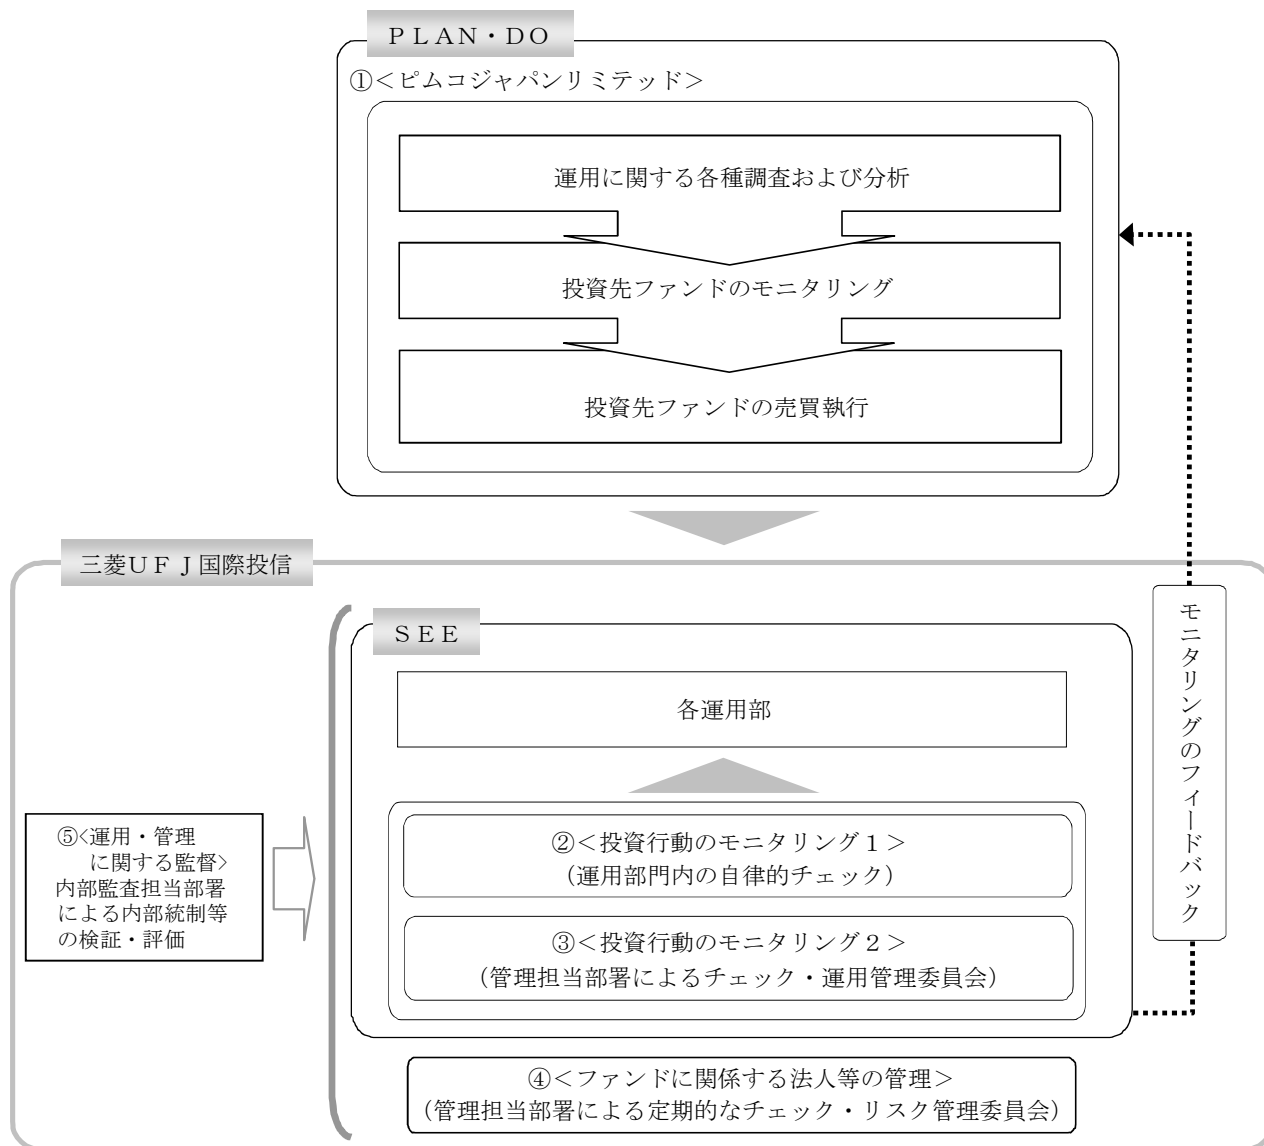 ＰＬＡＮ・ＤＯ
①＜ピムコジャパンリミテッド＞
運用に関する各種調査および分析
投資先ファンドのモニタリング
投資先ファンドの売買執行
三菱ＵＦＪ国際投信
ＳＥＥ
各運用部
②＜投資行動のモニタリング１＞
（運用部門内の自律的チェック）
③＜投資行動のモニタリング２＞
（管理担当部署によるチェック・運用管理委員会）
④＜ファンドに関係する法人等の管理＞
（管理担当部署による定期的なチェック・リスク管理委員会）
⑤<運用・管理
に関する監督>
内部監査担当部署
による内部統制等
の検証・評価
モニタリングのフィードバック